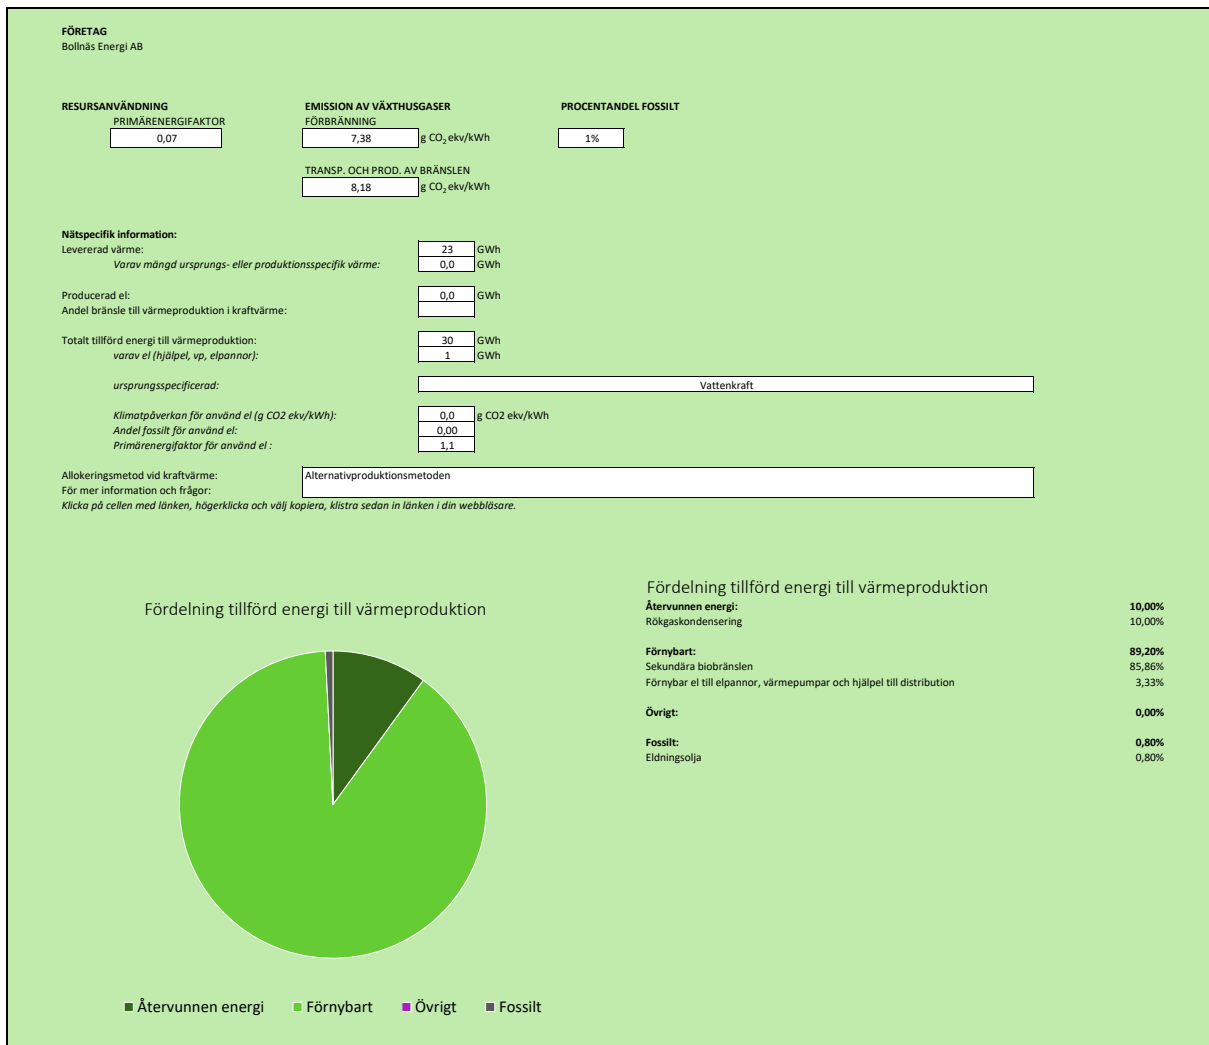 FÖRETAG
Bollnäs Energi AB
RESURSANVÄNDNING EMISSION AV VÄXTHUSGASER PROCENTANDEL FOSSILT
PRIMÄRENERGIFAKTOR FÖRBRÄNNING
0,07 7,38 g CO₂ ekv/kWh 1%
TRANSP. OCH PROD. AV BRÄNSLEN
8,18 g CO₂ ekv/kWh
Nätspecifik information:
Levererad värme: 23 GWh
Varav mängd ursprungs- eller produktionsspecifik värme: 0,0 GWh
Producerad el: 0,0 GWh
Andel bränsle till värmeproduktion i kraftvärme:
Totalt tillförd energi till värmeproduktion: 30 GWh
varav el (hjälpel, vp, elpannor): 1 GWh
ursprungsspecificerad: Vattenkraft
Klimatpåverkan för använd el (g CO2 ekv/kWh): 0,0 g CO2 ekv/kWh
Andel fossilt för använd el: 0,00
Primärenergifaktor för använd el : 1,1
Allokeringsmetod vid kraftvärme: Alternativproduktionsmetoden
För mer information och frågor:
Klicka på cellen med länken, högerklicka och välj kopiera, klistra sedan in länken i din webbläsare.
Fördelning tillförd energi till värmeproduktion
Återvunnen energi
Förnybart
Övrigt
Fossilt
Fördelning tillförd energi till värmeproduktion
Återvunnen energi: 10,00%
Rökgaskondensering 10,00%
Förnybart: 89,20%
Sekundära biobränslen 85,86%
Förnybar el till elpannor, värmepumpar och hjälpel till distribution 3,33%
Övrigt: 0,00%
Fossilt: 0,80%
Eldningsolja 0,80%